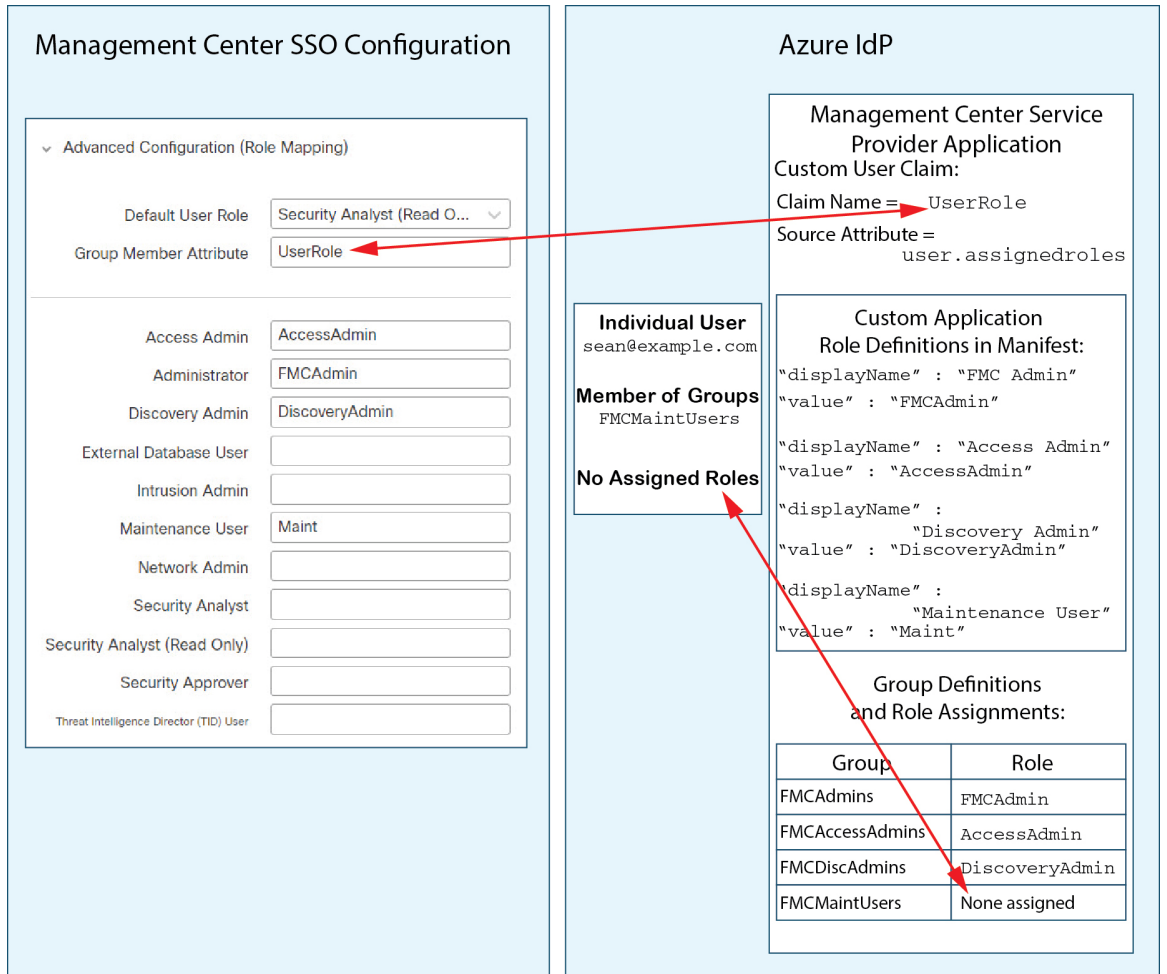 Management Center SSO Configuration
Advanced Configuration (Role Mapping)
Default User Role
Security Analyst (Read O...
Group Member Attribute
UserRole
Access Admin
AccessAdmin
Administrator
FMCAdmin
Discovery Admin
DiscoveryAdmin
External Database User
Intrusion Admin
Maintenance User
Maint
Network Admin
Security Analyst
Security Analyst (Read Only)
Security Approver
Threat Intelligence Director (TID) User
Azure IdP
Individual User
sean@example.com
Member of Groups
FMCMaintUsers
No Assigned Roles
Management Center Service
Provider Application
Custom User Claim:
Claim Name = UserRole
Source Attribute =
user.assignedroles
Custom Application
Role Definitions in Manifest:
“displayName” : “FMC Admin”
“value” : “FMCAdmin”
“displayName” : “Access Admin”
“value” : “AccessAdmin”
“displayName” :
“Discovery Admin”
“value” : “DiscoveryAdmin”
“displayName” :
“Maintenance User”
“value” : “Maint”
Group Definitions
and Role Assignments:
Group Role
FMCAdmins FMCAdmin
FMCAccessAdmins AccessAdmin
FMCDiscAdmins DiscoveryAdmin
FMCMaintUsers None assigned